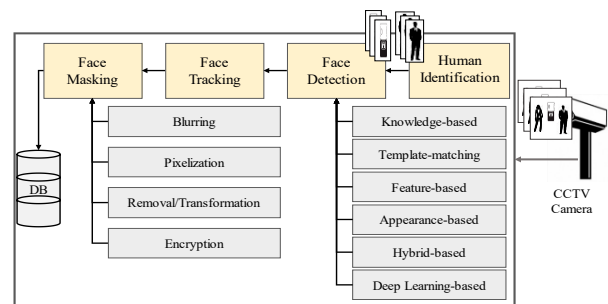 Face
Masking
Face
Tracking
Face
Detection
Human
Identification
Blurring
Pixelization
Removal/Transformation
Encryption
Knowledge-based
Template-matching
Feature-based
Appearance-based
Hybrid-based
Deep Learning-based
DB
CCTV
Camera